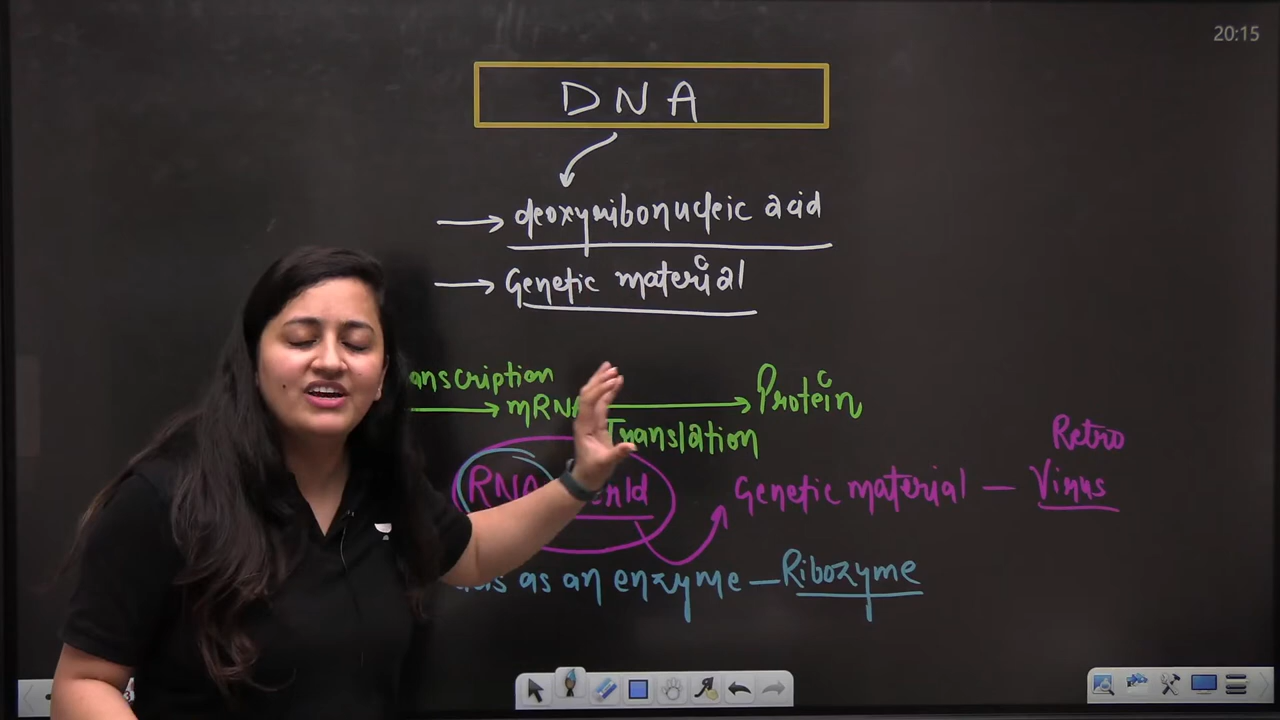 20:15
DNA
deoxyribonucleic acid
Genetic material
anscription
mRNA Protein
Translation
Retro
RNA Genetic material — Virus
as an enzyme — Ribozyme